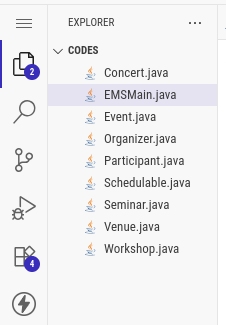 EXPLORER
CODES
Concert.java
EMSMain.java
Event.java
Organizer.java
Participant.java
Schedulable.java
Seminar.java
Venue.java
Workshop.java
2
4